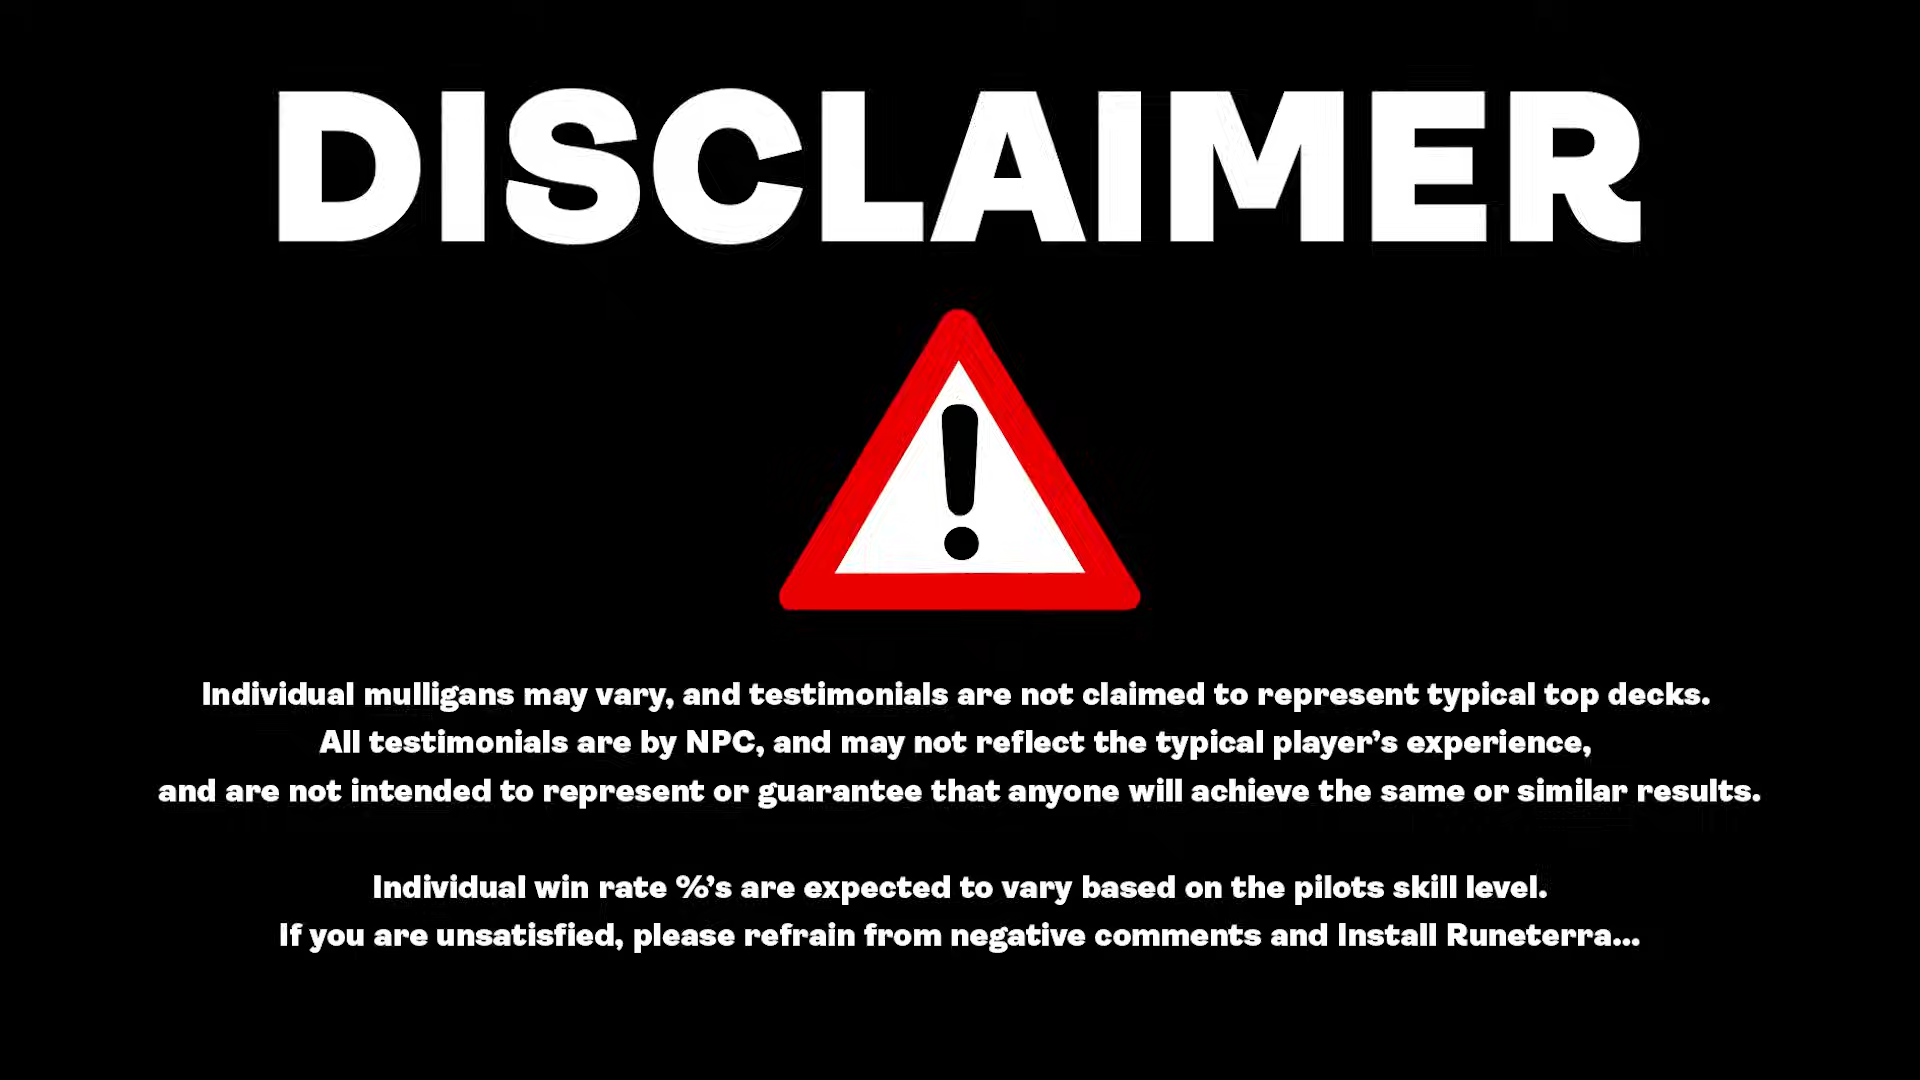 DISCLAIMER
Individual mulligans may vary, and testimonials are not claimed to represent typical top decks.
All testimonials are by NPC, and may not reflect the typical player’s experience,
and are not intended to represent or guarantee that anyone will achieve the same or similar results.
Individual win rate %’s are expected to vary based on the pilots skill level.
If you are unsatisfied, please refrain from negative comments and Install Runeterra...